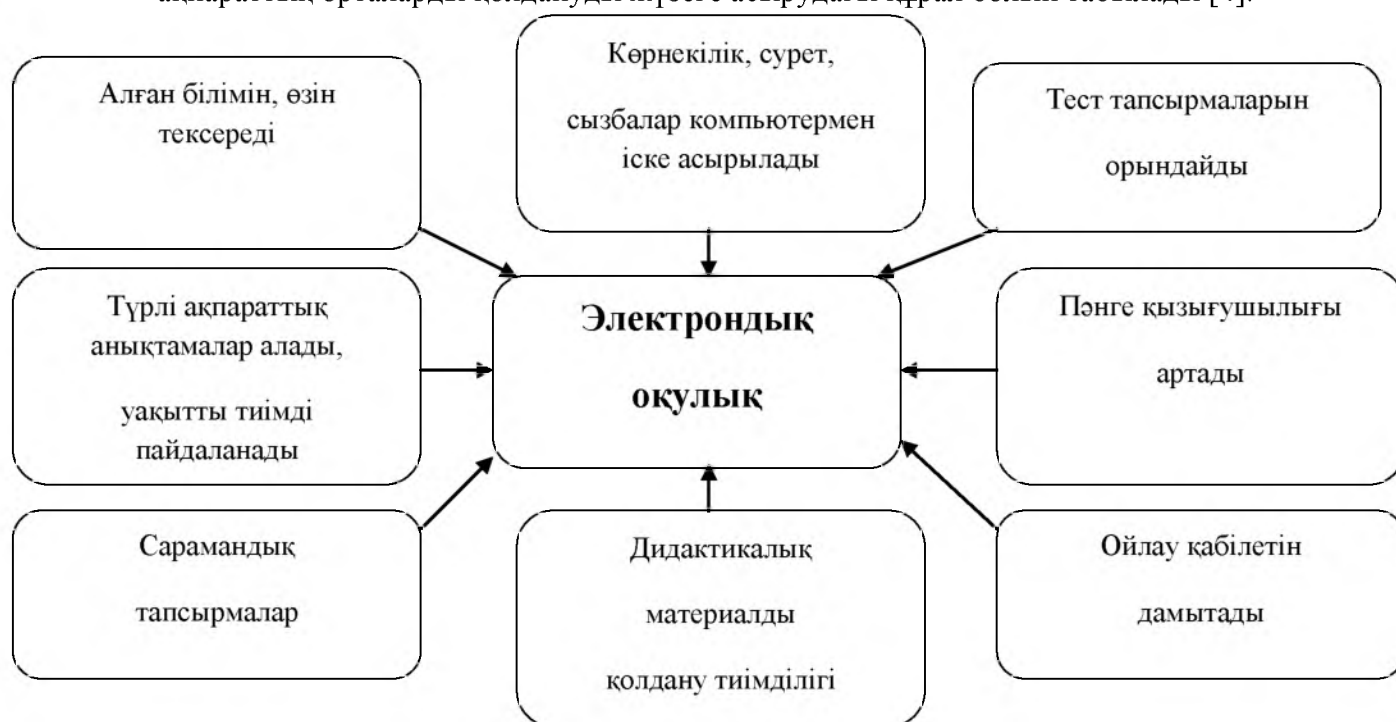 Көрнекілік, сурет,
сызбалар компьютермен
іске асырылады
Алған білімін, өзін
тексереді
Тест тапсырмаларын
орындайды
Түрлі ақпараттық
анықтамалар алады,
уақытты тиімді
пайдаланады
Электрондық
оқулық
Пәнге қызығушылығы
артады
Сарамандық
тапсырмалар
Дидактикалық
материалды
қолдану тиімділігі
Ойлау қабілетін
дамытады